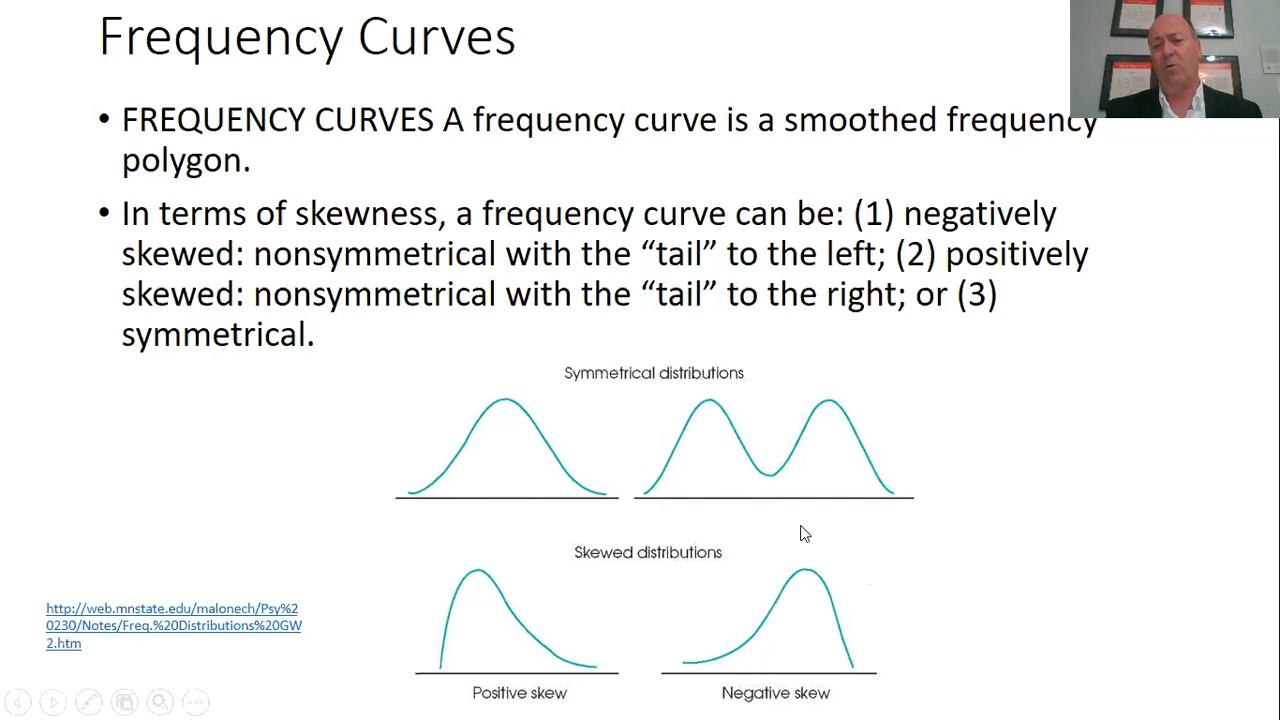 Frequency Curves
• FREQUENCY CURVES A frequency curve is a smoothed frequency
polygon.
• In terms of skewness, a frequency curve can be: (1) negatively
skewed: nonsymmetrical with the “tail” to the left; (2) positively
skewed: nonsymmetrical with the “tail” to the right; or (3)
symmetrical.
Symmetrical distributions
Skewed distributions
http://web.mnstate.edu/malonech/Psy%2
0230/Notes/Freq.%20Distributions%20GW
2.htm
Positive skew
Negative skew